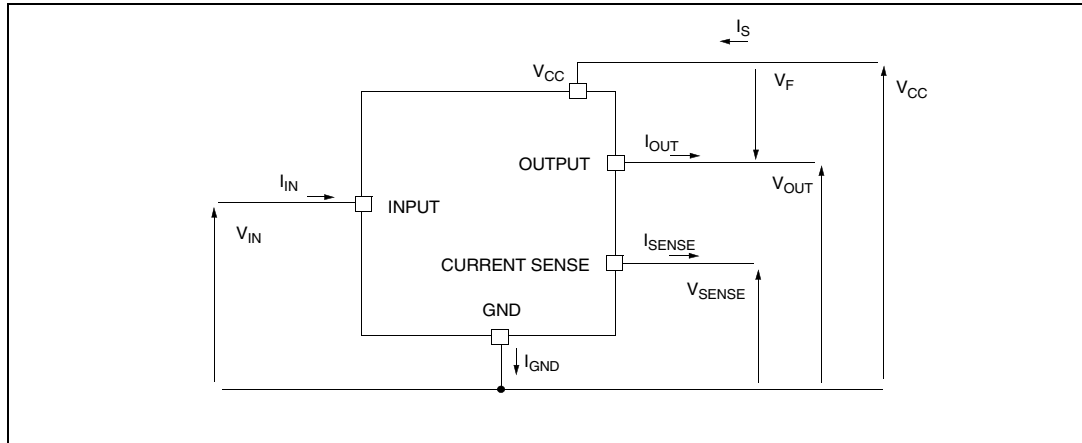 I_S
V_CC
V_F
V_CC
I_OUT
OUTPUT
V_OUT
I_IN
INPUT
V_IN
I_SENSE
CURRENT SENSE
V_SENSE
GND
I_GND